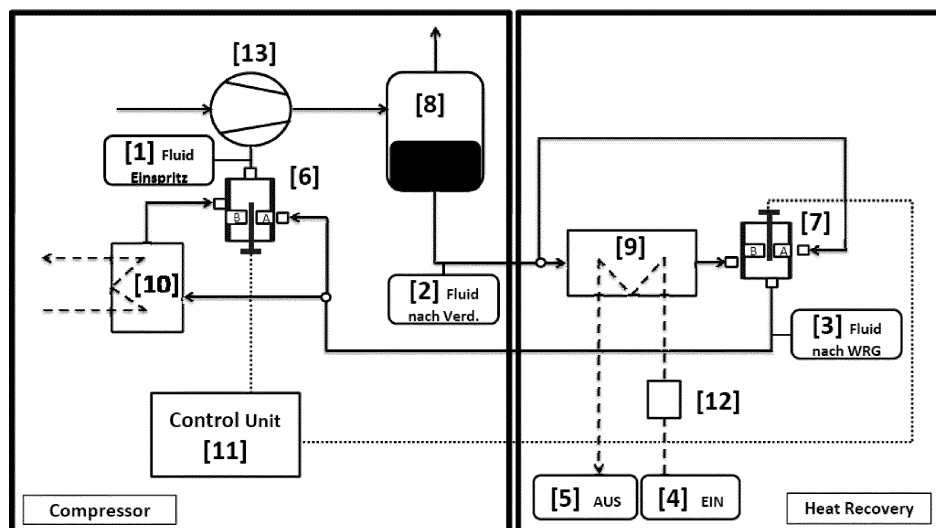 [13]
[8]
[1] Fluid
Einspritz
[6]
B A
[7]
B A
[9]
[10]
[2] Fluid
nach Verd.
[3] Fluid
nach WRG
[12]
Control Unit
[11]
[5] AUS
[4] EIN
Compressor
Heat Recovery